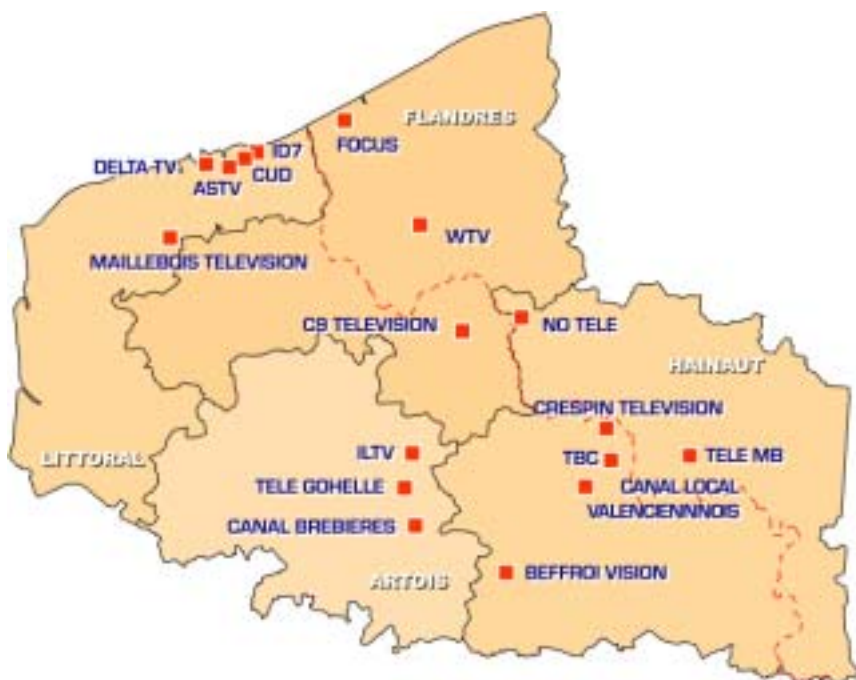 FLANDRES
FOCUS
ID7
DELTA-TV
CUD
ASTV
WTV
MAILLEBOIS TELEVISION
C9 TELEVISION
NO TELE
HAINAUT
CRESPIN TELEVISION
LITTORAL
ILTV
TBC
TELE MB
TELE GOHELLE
CANAL LOCAL
VALENCIENNNOIS
CANAL BREBIERES
ARTOIS
BEFFROI VISION